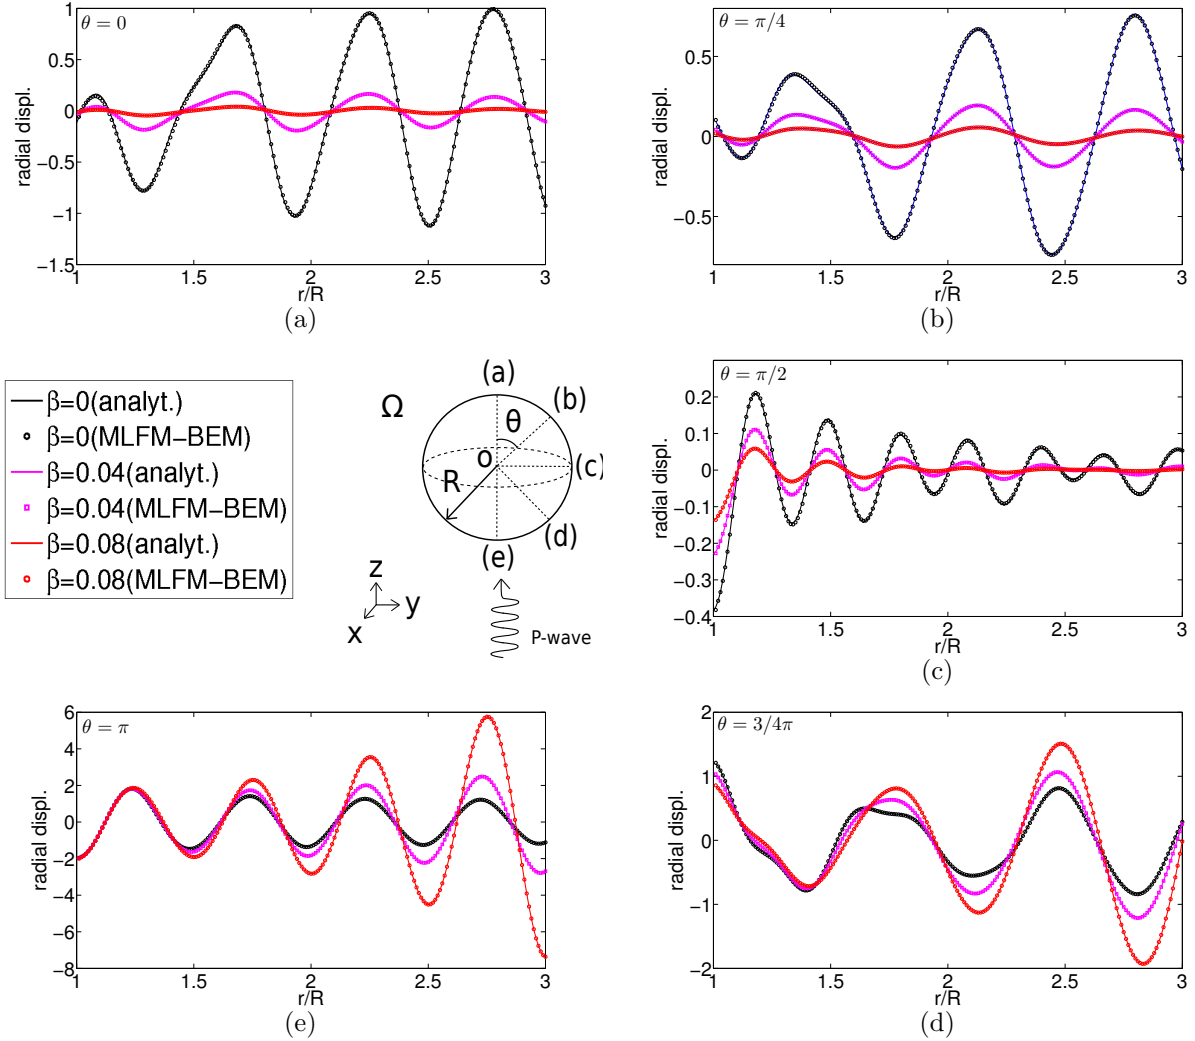 θ = 0
radial displ.
1
0.5
0
−0.5
−1
−1.5
1 1.5 2 2.5 3
r/R
(a)
θ = π/4
radial displ.
0.5
0
−0.5
1 1.5 2 2.5 3
r/R
(b)
β=0(analyt.)
β=0(MLFM−BEM)
β=0.04(analyt.)
β=0.04(MLFM−BEM)
β=0.08(analyt.)
β=0.08(MLFM−BEM)
Ω
(a)
(b)
θ
o
(c)
R
(d)
(e)
z
y
x
P-wave
θ = π/2
radial displ.
0.2
0.1
0
−0.1
−0.2
−0.3
−0.4
1 1.5 2 2.5 3
r/R
(c)
θ = π
radial displ.
6
4
2
0
−2
−4
−6
−8
1 1.5 2 2.5 3
r/R
(e)
θ = 3/4π
radial displ.
2
1
0
−1
−2
1 1.5 2 2.5 3
r/R
(d)